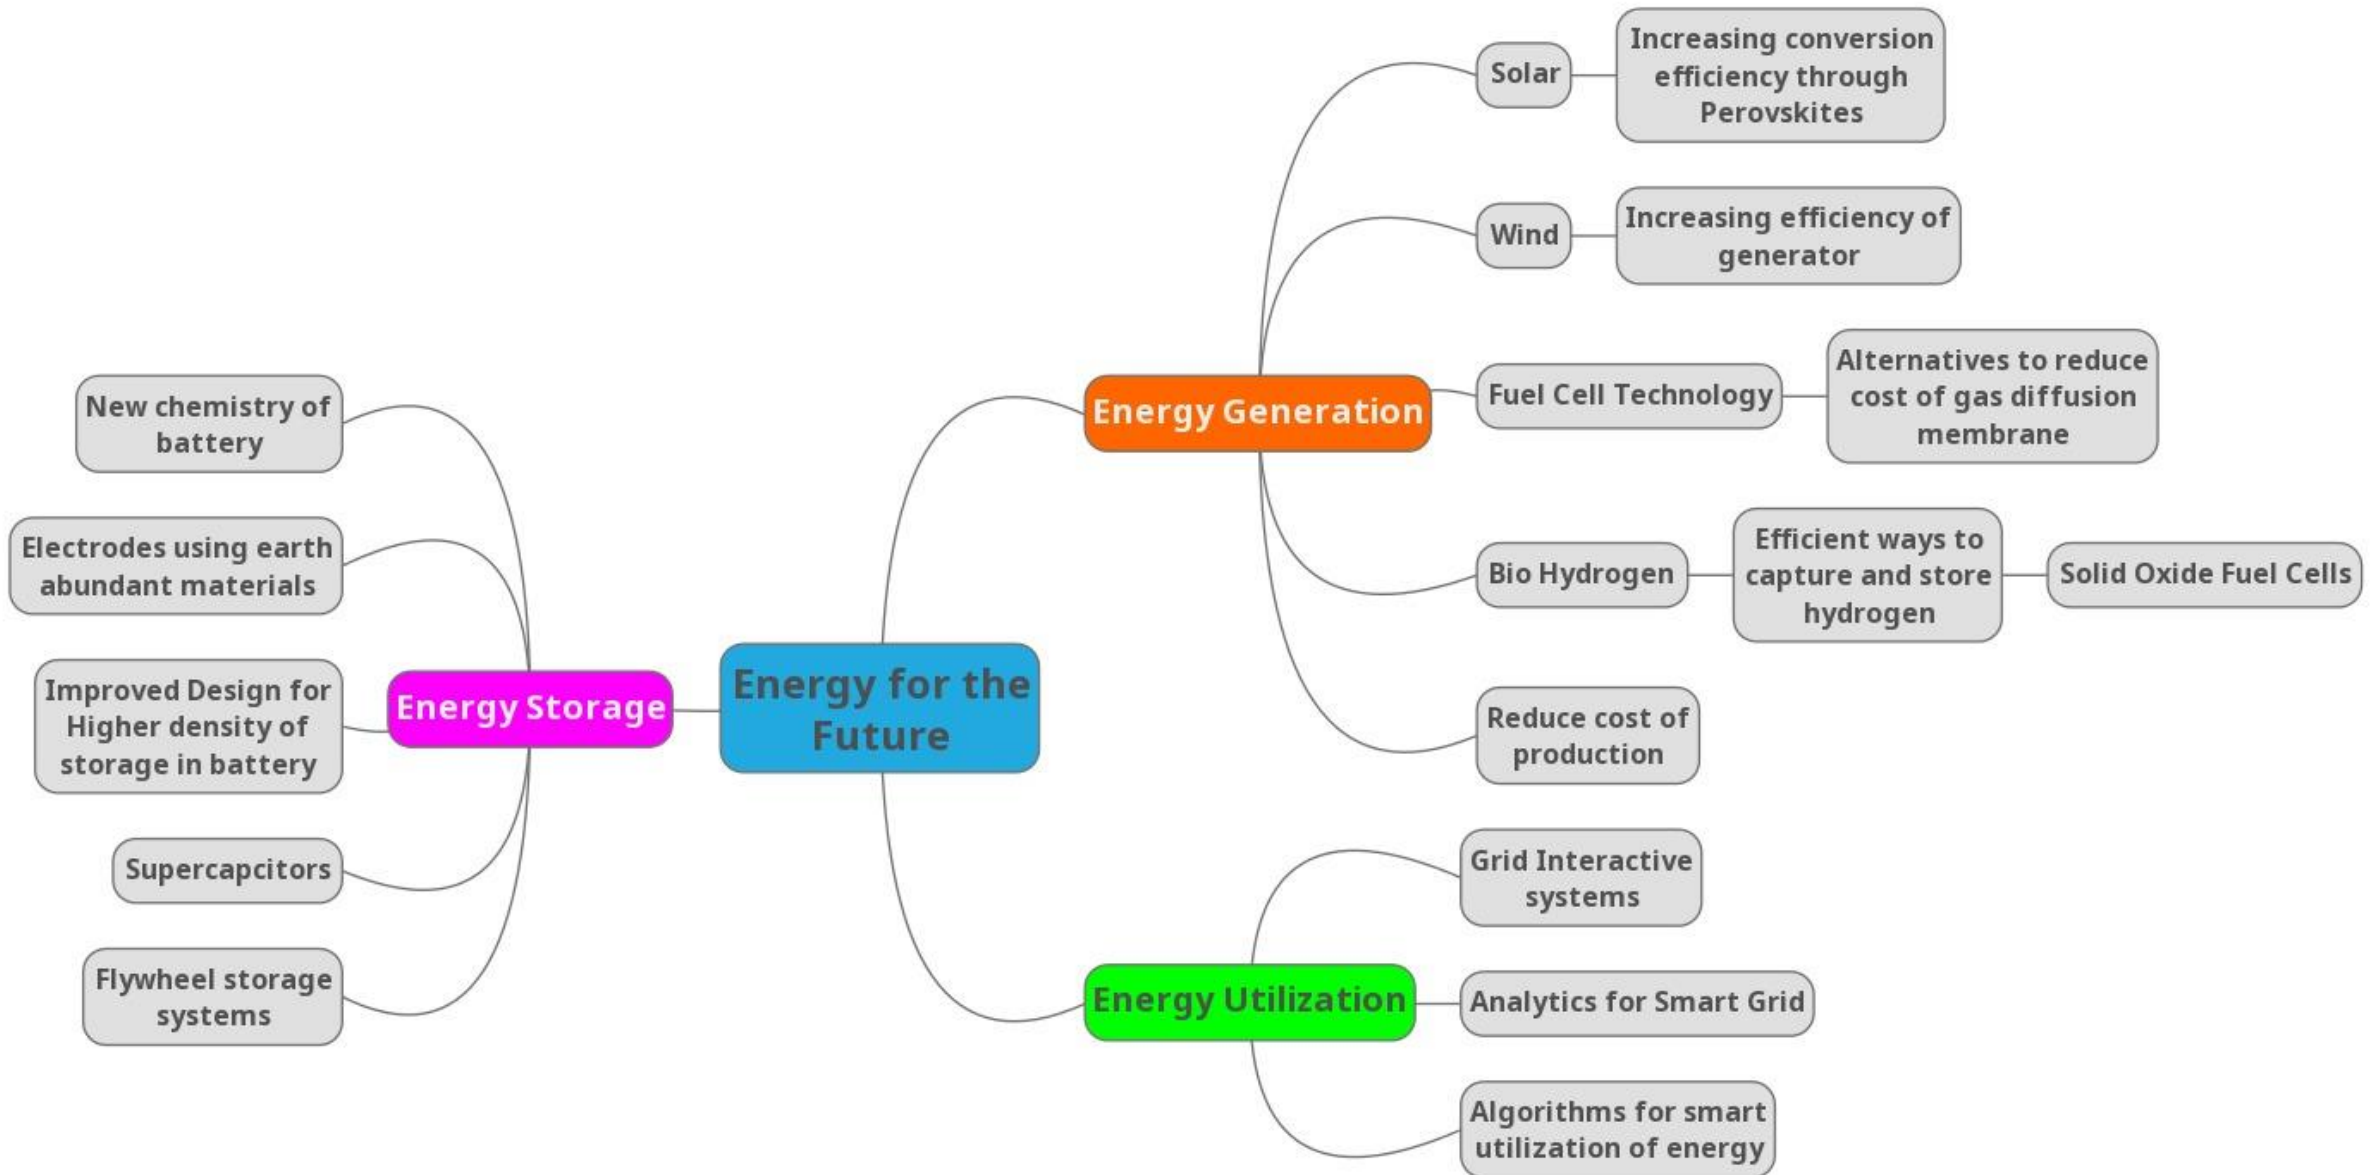 Energy for the
Future
Energy Generation
Solar
Increasing conversion
efficiency through
Perovskites
Wind
Increasing efficiency of
generator
Fuel Cell Technology
Alternatives to reduce
cost of gas diffusion
membrane
Bio Hydrogen
Efficient ways to
capture and store
hydrogen
Solid Oxide Fuel Cells
Reduce cost of
production
Energy Utilization
Grid Interactive
systems
Analytics for Smart Grid
Algorithms for smart
utilization of energy
Energy Storage
New chemistry of
battery
Electrodes using earth
abundant materials
Improved Design for
Higher density of
storage in battery
Supercapcitors
Flywheel storage
systems